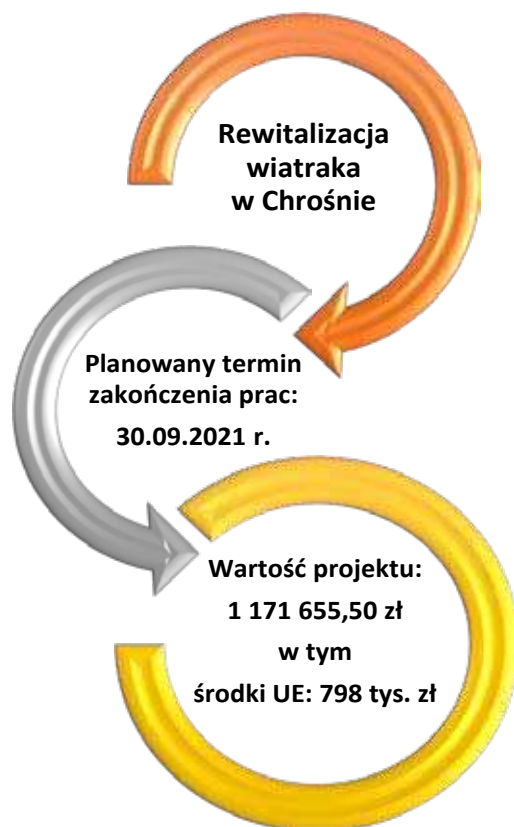 Rewitalizacja
wiatraka
w Chrośnie
Planowany termin
zakończenia prac:
30.09.2021 r.
Wartość projektu:
1 171 655,50 zł
w tym
środki UE: 798 tys. zł